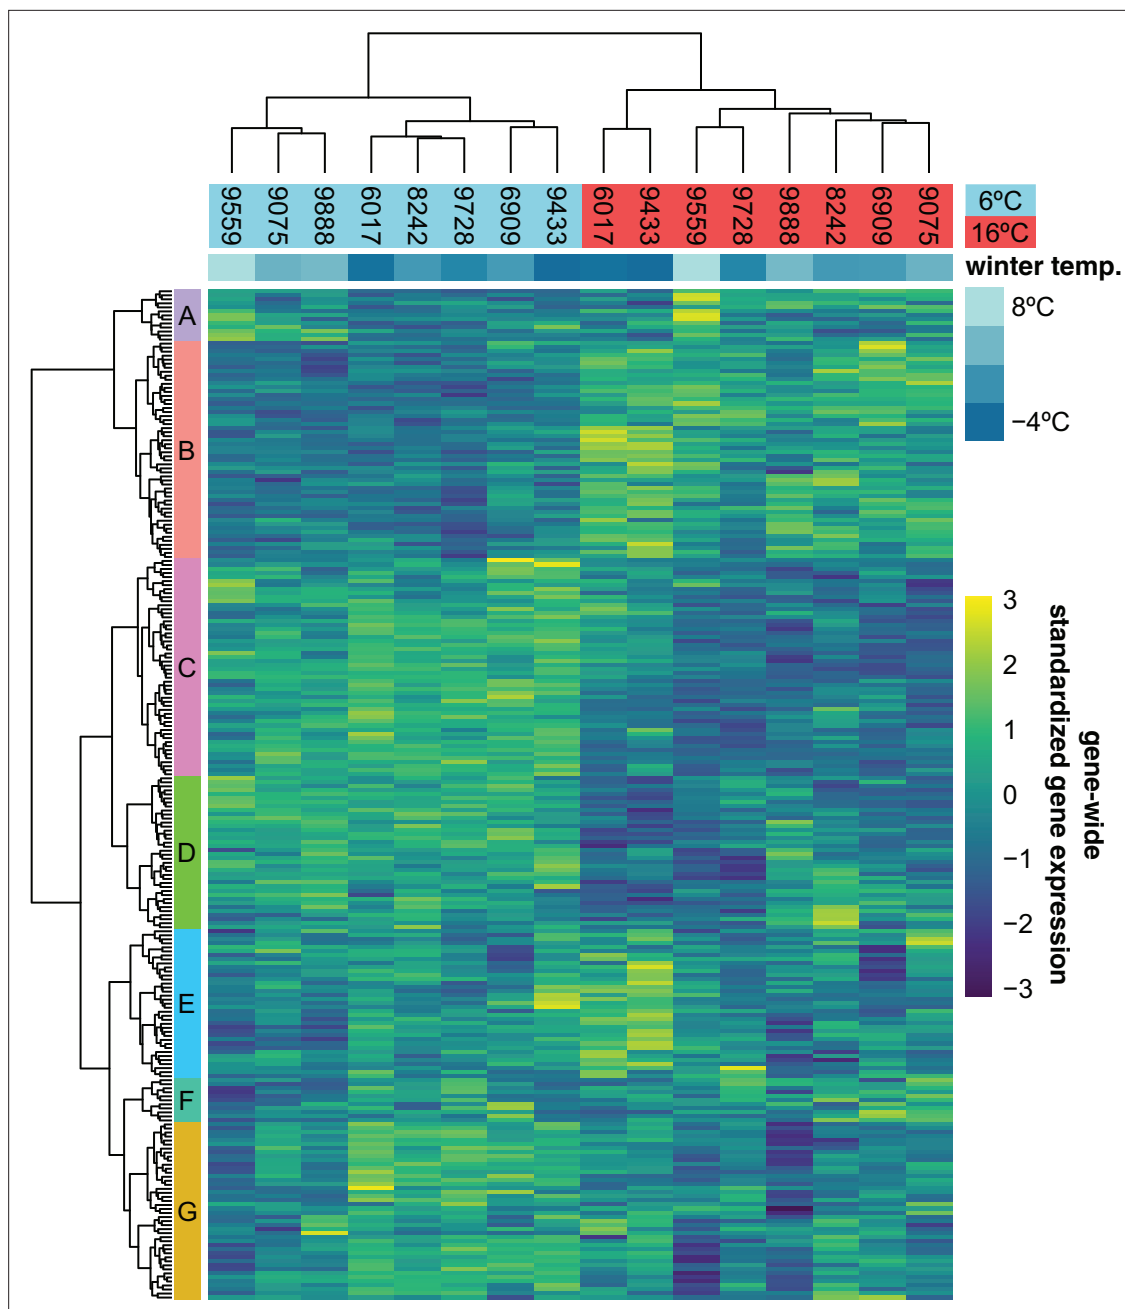 9559 9075 9888 6017 8242 9728 6909 9433 6017 9433 9559 9728 9888 8242 6909 9075
6ºC
16ºC
winter temp.
8ºC
−4ºC
A
B
C
D
E
F
G
3
2
1
0
−1
−2
−3
gene-wide
standardized gene expression